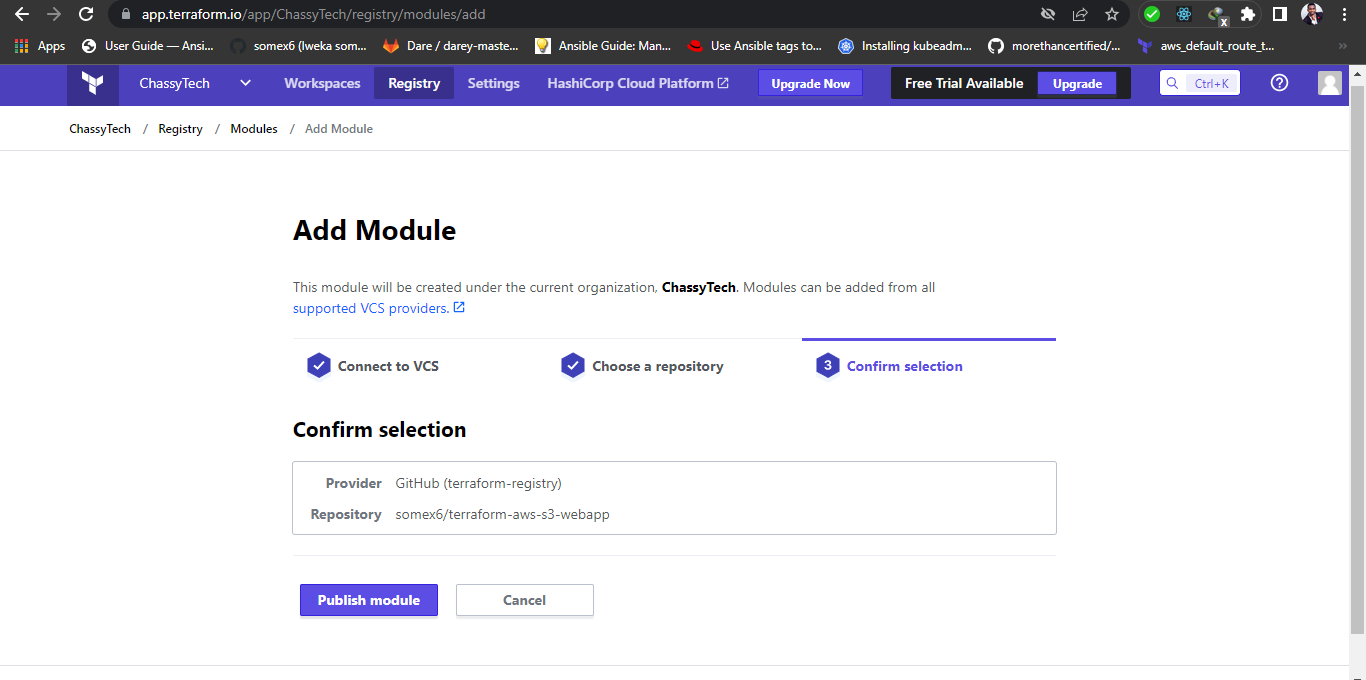 app.terraform.io/app/ChassyTech/registry/modules/add
Apps User Guide — Ansi... somex6 (Iweka som... Dare / darey-maste... Ansible Guide: Man... Use Ansible tags to... Installing kubeadm... morethancertified/... aws_default_route_t... »
ChassyTech Workspaces Registry Settings HashiCorp Cloud Platform Upgrade Now Free Trial Available Upgrade Ctrl+K
ChassyTech / Registry / Modules / Add Module
Add Module
This module will be created under the current organization, ChassyTech. Modules can be added from all
supported VCS providers.
Connect to VCS Choose a repository 3 Confirm selection
Confirm selection
Provider GitHub (terraform-registry)
Repository somex6/terraform-aws-s3-webapp
Publish module Cancel